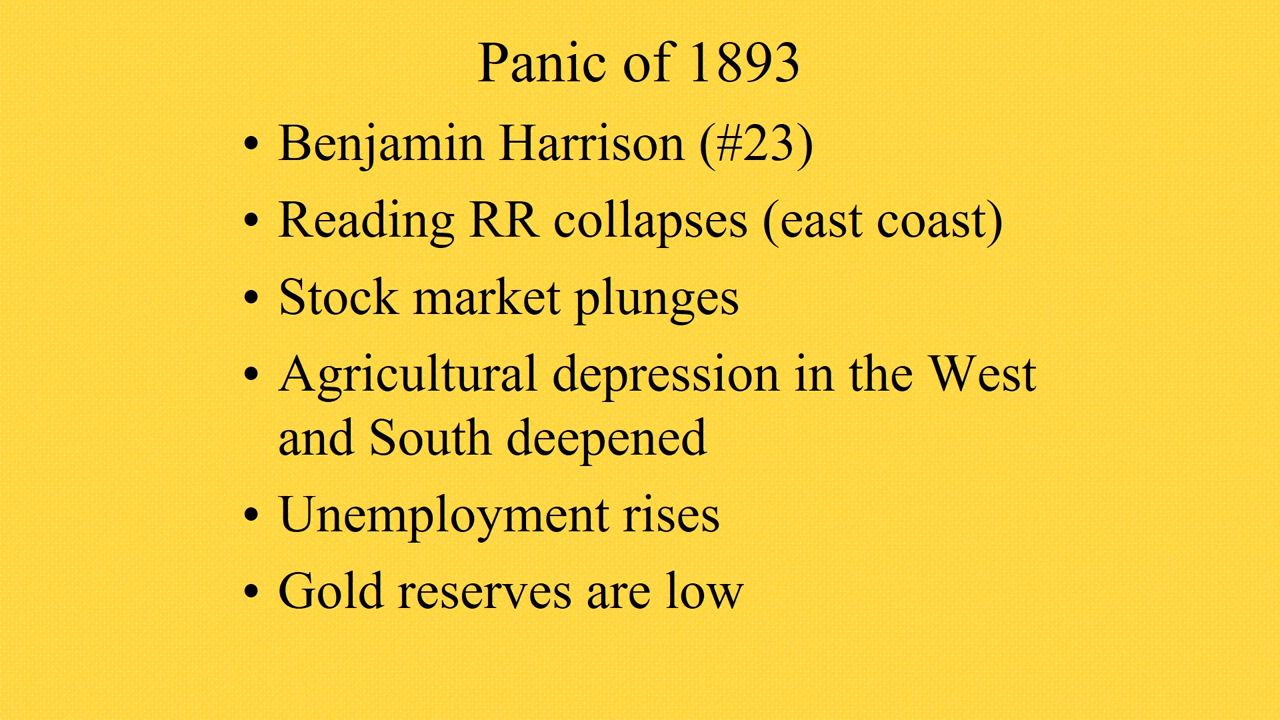 Panic of 1893
• Benjamin Harrison (#23)
• Reading RR collapses (east coast)
• Stock market plunges
• Agricultural depression in the West
and South deepened
• Unemployment rises
• Gold reserves are low